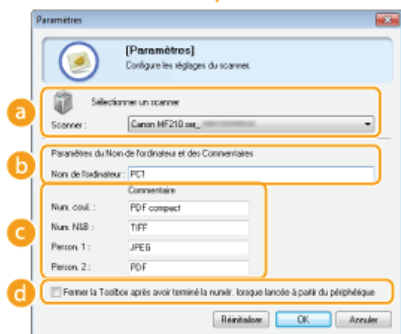 Paramètres
[Paramètres]
Configure les réglages du scanner.
a
Sélectionner un scanner
Scanner :
Canon MF210 ser_
b
Paramètres du Nom de l'ordinateur et des Commentaires
Nom de l'ordinateur : PC1
Commentaire
c
Num. coul. : PDF compact
Num. N&B : TIFF
Person. 1 : JPEG
Person. 2 : PDF
d
Fermer la Toolbox après avoir terminé la numér. lorsque lancée à partir du périphérique
Réinitialiser OK Annuler